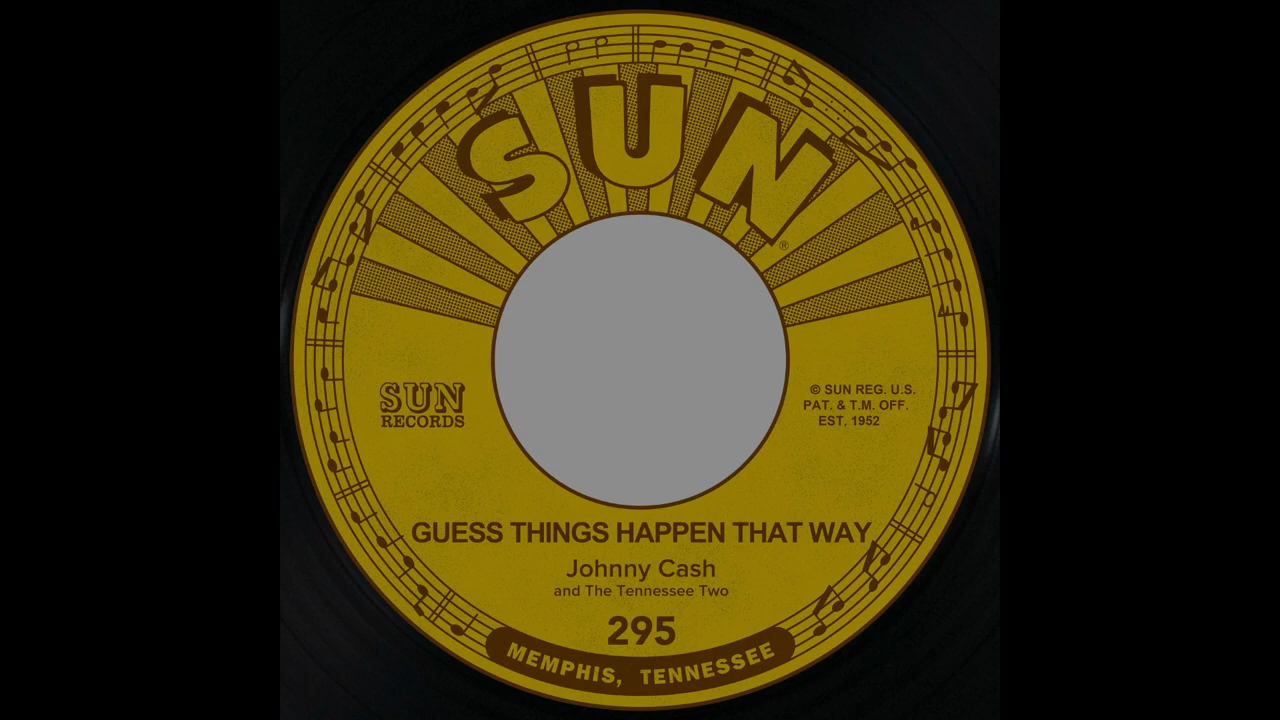 SUN
®
SUN
RECORDS
© SUN REG. U.S.
PAT. & T.M. OFF.
EST. 1952
GUESS THINGS HAPPEN THAT WAY
Johnny Cash
and The Tennessee Two
295
MEMPHIS, TENNESSEE